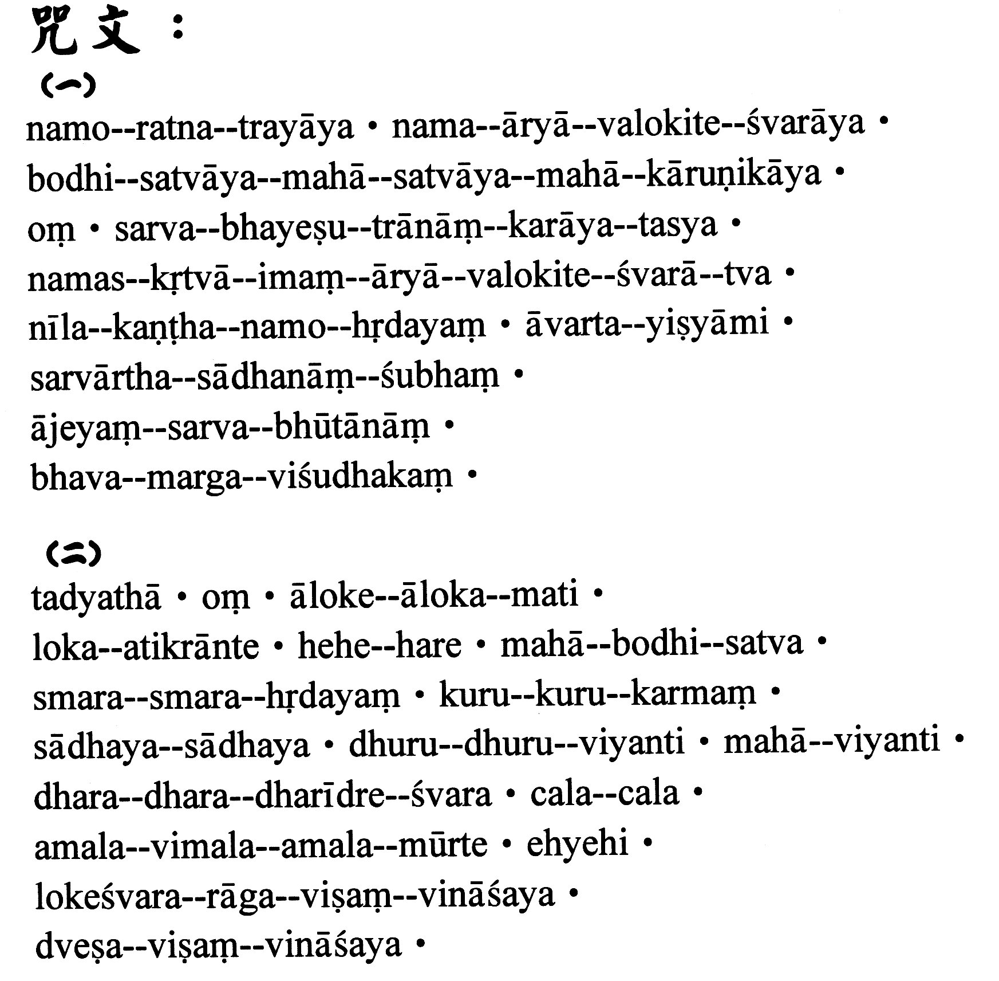 咒文：
(一)
namo--ratna--trayāya • nama--āryā--valokite--śvarāya •
bodhi--satvāya--mahā--satvāya--mahā--kāruṇikāya •
oṃ • sarva--bhayeṣu--trānāṃ--karāya--tasya •
namas--kṛtvā--imaṃ--āryā--valokite--śvarā--tva •
nīla--kaṇṭha--namo--hṛdayaṃ • āvarta--yiṣyāmi •
sarvārtha--sādhanāṃ--śubhaṃ •
ājeyaṃ--sarva--bhūtānāṃ •
bhava--marga--viśudhakaṃ •
(二)
tadyathā • oṃ • āloke--āloka--mati •
loka--atikrānte • hehe--hare • mahā--bodhi--satva •
smara--smara--hṛdayaṃ • kuru--kuru--karmaṃ •
sādhaya--sādhaya • dhuru--dhuru--viyanti • mahā--viyanti •
dhara--dhara--dharīdre--śvara • cala--cala •
amala--vimala--amala--mūrte • ehyehi •
lokeśvara--rāga--viṣaṃ--vināśaya •
dveṣa--viṣaṃ--vināśaya •